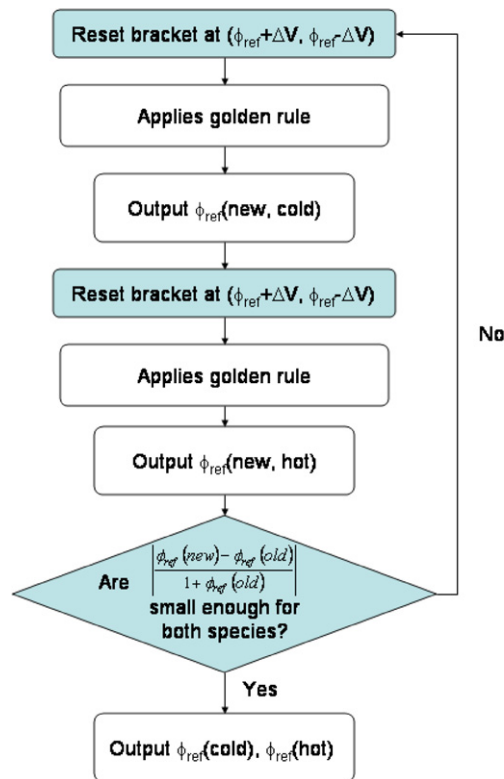 Reset bracket at (ϕref+ΔV, ϕref-ΔV)
Applies golden rule
Output ϕref(new, cold)
Reset bracket at (ϕref+ΔV, ϕref-ΔV)
No
Applies golden rule
Output ϕref(new, hot)
Are |ϕref(new)−ϕref(old) / 1+ϕref(old)|
small enough for
both species?
Yes
Output ϕref(cold), ϕref(hot)